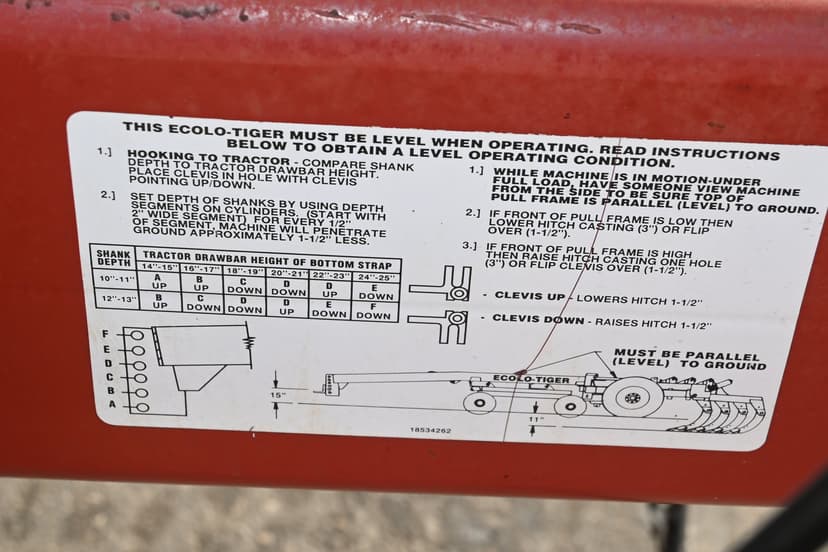 THIS ECOLO-TIGER MUST BE LEVEL WHEN OPERATING. READ INSTRUCTIONS
BELOW TO OBTAIN A LEVEL OPERATING CONDITION.
1.] HOOKING TO TRACTOR - COMPARE SHANK
DEPTH TO TRACTOR DRAWBAR HEIGHT.
PLACE CLEVIS IN HOLE WITH CLEVIS
POINTING UP/DOWN.
2.] SET DEPTH OF SHANKS BY USING DEPTH
SEGMENTS ON CYLINDERS. (START WITH
2" WIDE SEGMENT) FOR EVERY 1/2"
OF SEGMENT, MACHINE WILL PENETRATE
GROUND APPROXIMATELY 1-1/2" LESS.
1.] WHILE MACHINE IS IN MOTION-UNDER
FULL LOAD, HAVE SOMEONE VIEW MACHINE
FROM THE SIDE TO BE SURE TOP OF
PULL FRAME IS PARALLEL (LEVEL) TO GROUND.
2.] IF FRONT OF PULL FRAME IS LOW THEN
LOWER HITCH CASTING (3") OR FLIP
OVER (1-1/2").
3.] IF FRONT OF PULL FRAME IS HIGH
THEN RAISE HITCH CASTING ONE HOLE
(3") OR FLIP CLEVIS OVER (1-1/2").
SHANK DEPTH TRACTOR DRAWBAR HEIGHT OF BOTTOM STRAP
14"-15" 16"-17" 18"-19" 20"-21" 22"-23" 24"-25"
10"-11" A UP B UP C DOWN D DOWN D UP E DOWN
12"-13" B UP C DOWN D DOWN D UP E DOWN F DOWN
- CLEVIS UP - LOWERS HITCH 1-1/2"
- CLEVIS DOWN - RAISES HITCH 1-1/2"
F
E
D
C
B
A
MUST BE PARALLEL
(LEVEL) TO GROUND
ECOLO-TIGER
15"
11"
18534262